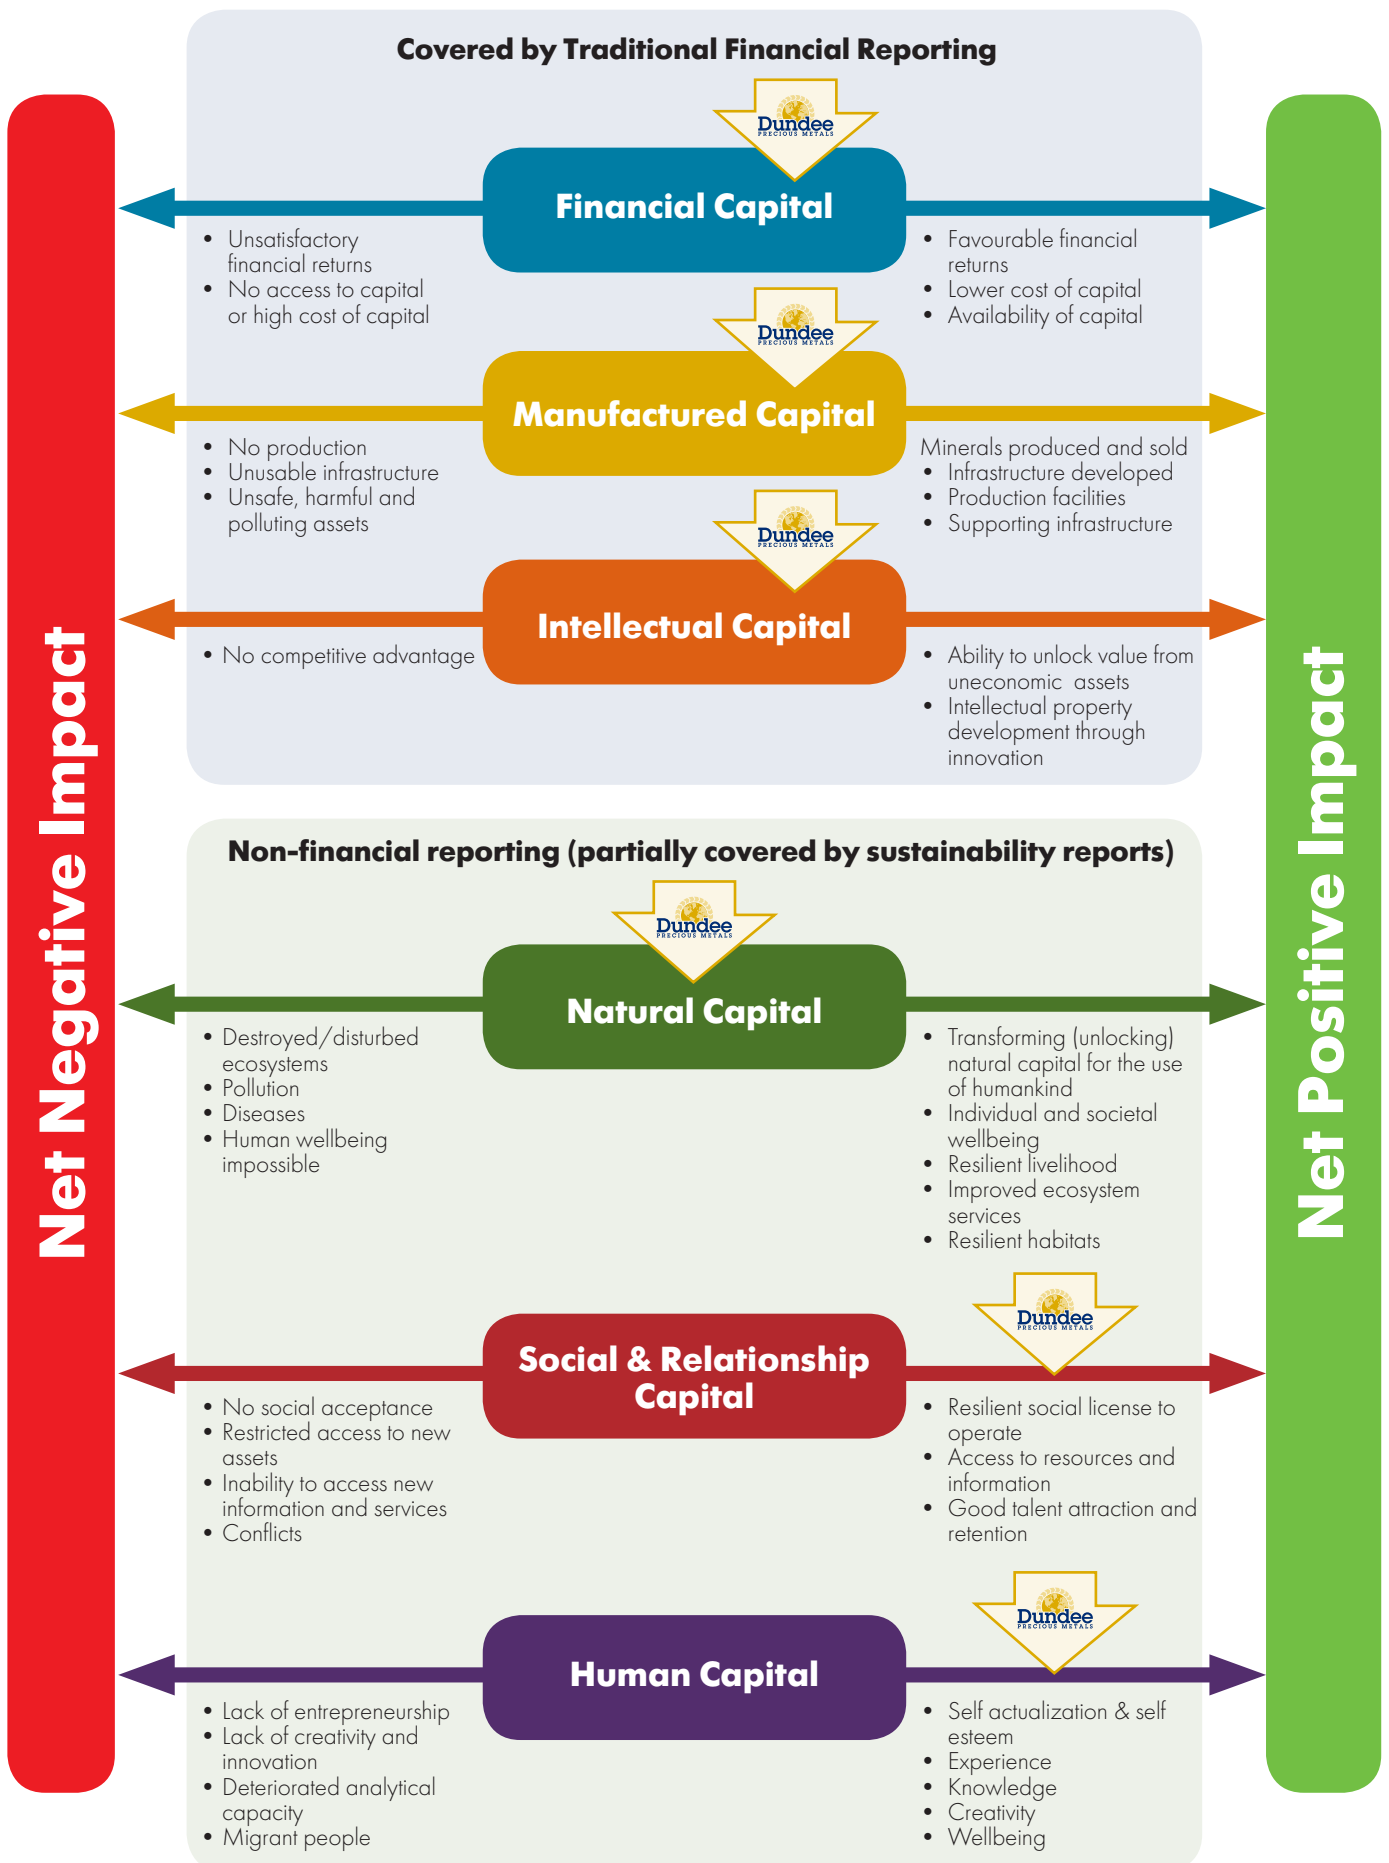 Covered by Traditional Financial Reporting
Dundee
PRECIOUS METALS
Financial Capital
• Unsatisfactory
financial returns
• No access to capital
or high cost of capital
• Favourable financial
returns
• Lower cost of capital
• Availability of capital
Dundee
PRECIOUS METALS
Manufactured Capital
• No production
• Unusable infrastructure
• Unsafe, harmful and
polluting assets
Minerals produced and sold
• Infrastructure developed
• Production facilities
• Supporting infrastructure
Dundee
PRECIOUS METALS
Intellectual Capital
• No competitive advantage
• Ability to unlock value from
uneconomic assets
• Intellectual property
development through
innovation
Net Negative Impact
Net Positive Impact
Non-financial reporting (partially covered by sustainability reports)
Dundee
PRECIOUS METALS
Natural Capital
• Destroyed/disturbed
ecosystems
• Pollution
• Diseases
• Human wellbeing
impossible
• Transforming (unlocking)
natural capital for the use
of humankind
• Individual and societal
wellbeing
• Resilient livelihood
• Improved ecosystem
services
• Resilient habitats
Dundee
PRECIOUS METALS
Social & Relationship
Capital
• No social acceptance
• Restricted access to new
assets
• Inability to access new
information and services
• Conflicts
• Resilient social license to
operate
• Access to resources and
information
• Good talent attraction and
retention
Dundee
PRECIOUS METALS
Human Capital
• Lack of entrepreneurship
• Lack of creativity and
innovation
• Deteriorated analytical
capacity
• Migrant people
• Self actualization & self
esteem
• Experience
• Knowledge
• Creativity
• Wellbeing